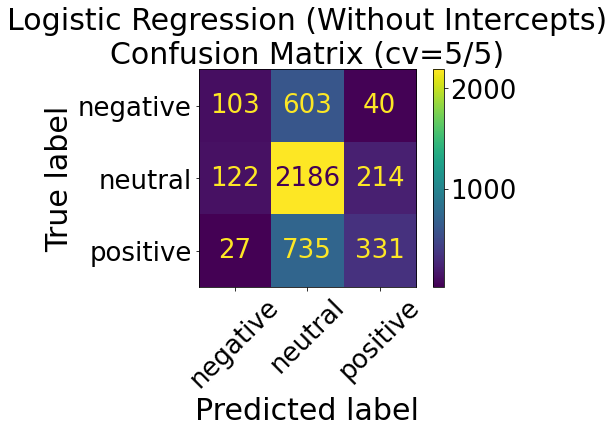 Logistic Regression (Without Intercepts)
Confusion Matrix (cv=5/5)
True label
negative 103 603 40
neutral 122 2186 214
positive 27 735 331
2000
1000
negative neutral positive
Predicted label